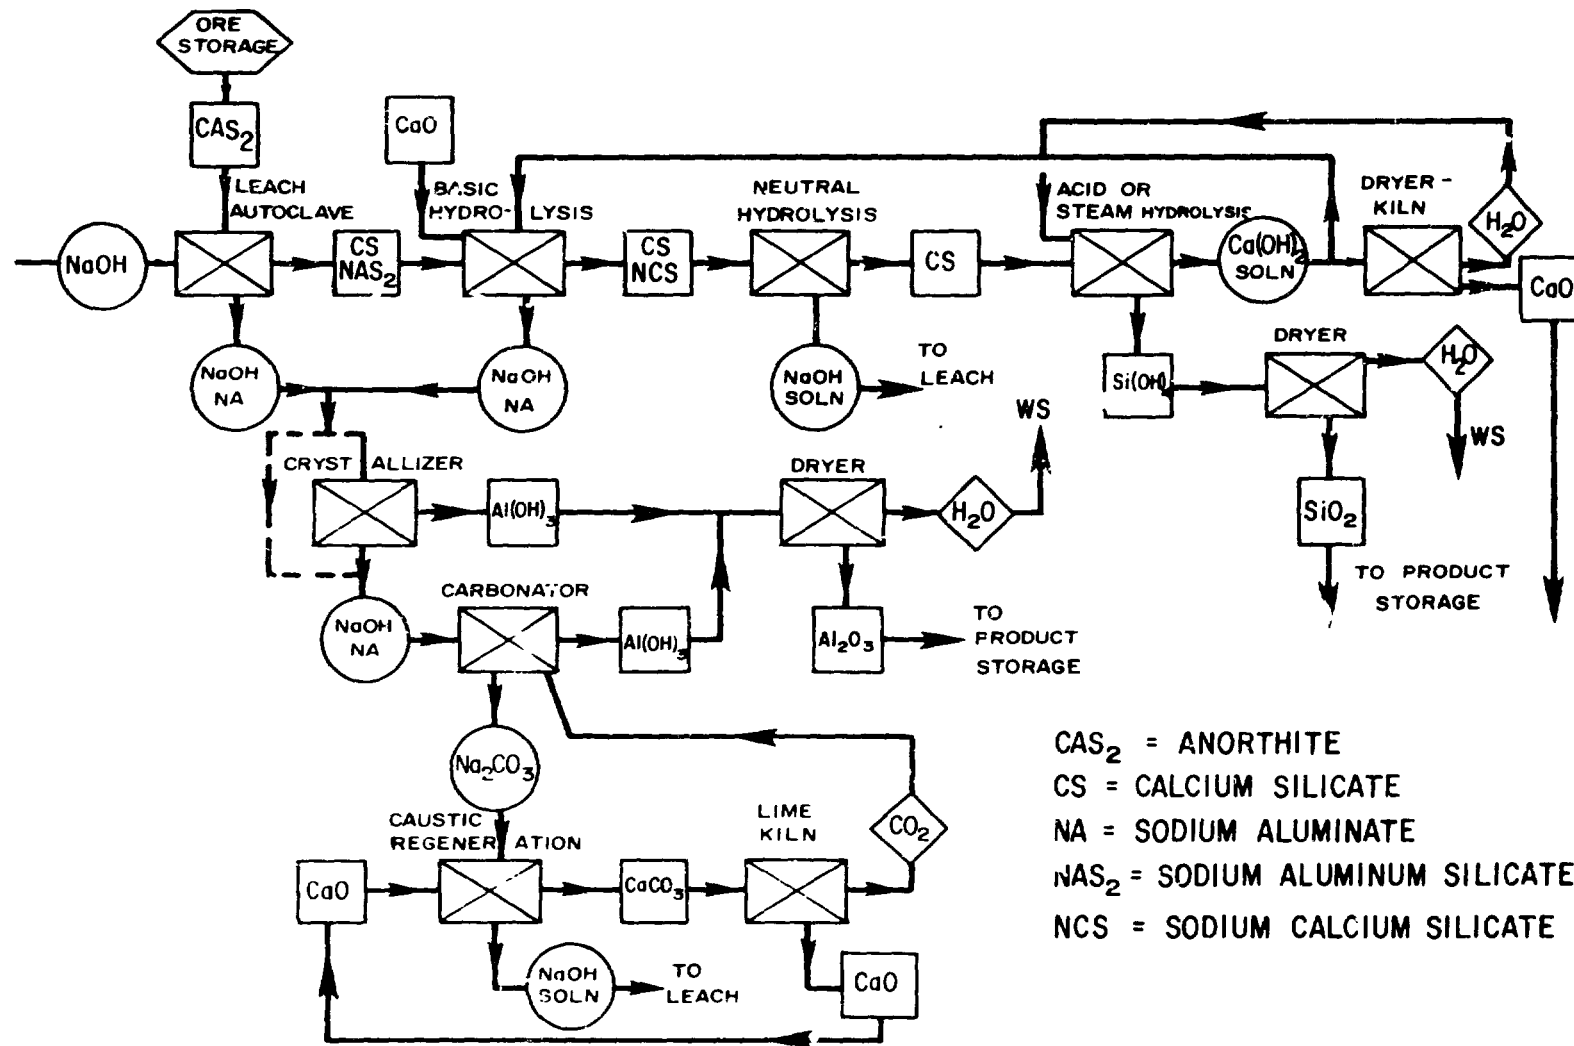 ORE
STORAGE
CAS2
CaO
LEACH
AUTOCLAVE
BASIC
HYDRO- LYSIS
NEUTRAL
HYDROLYSIS
ACID OR
STEAM HYDROLYSIS
DRYER -
KILN
H2O
NaOH
CS
NAS2
CS
NCS
CS
Ca(OH)2
SOLN
CaO
NaOH
NA
NaOH
NA
NaOH
SOLN
TO
LEACH
Si(OH)
DRYER
H2O
WS
WS
CRYST ALLIZER
Al(OH)3
DRYER
H2O
SiO2
TO PRODUCT
STORAGE
NaOH
NA
CARBONATOR
Al(OH)3
Al2O3
TO
PRODUCT
STORAGE
Na2CO3
CO2
CAUSTIC
REGENER ATION
LIME
KILN
CaO
CaCO3
NaOH
SOLN
TO
LEACH
CaO
CAS2 = ANORTHITE
CS = CALCIUM SILICATE
NA = SODIUM ALUMINATE
NAS2 = SODIUM ALUMINUM SILICATE
NCS = SODIUM CALCIUM SILICATE